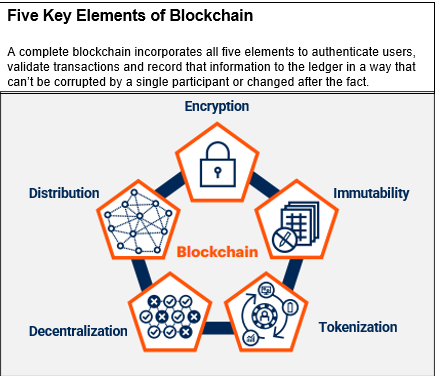 Five Key Elements of Blockchain
A complete blockchain incorporates all five elements to authenticate users,
validate transactions and record that information to the ledger in a way that
can't be corrupted by a single participant or changed after the fact.
Encryption
Distribution
Immutability
Blockchain
Decentralization
Tokenization